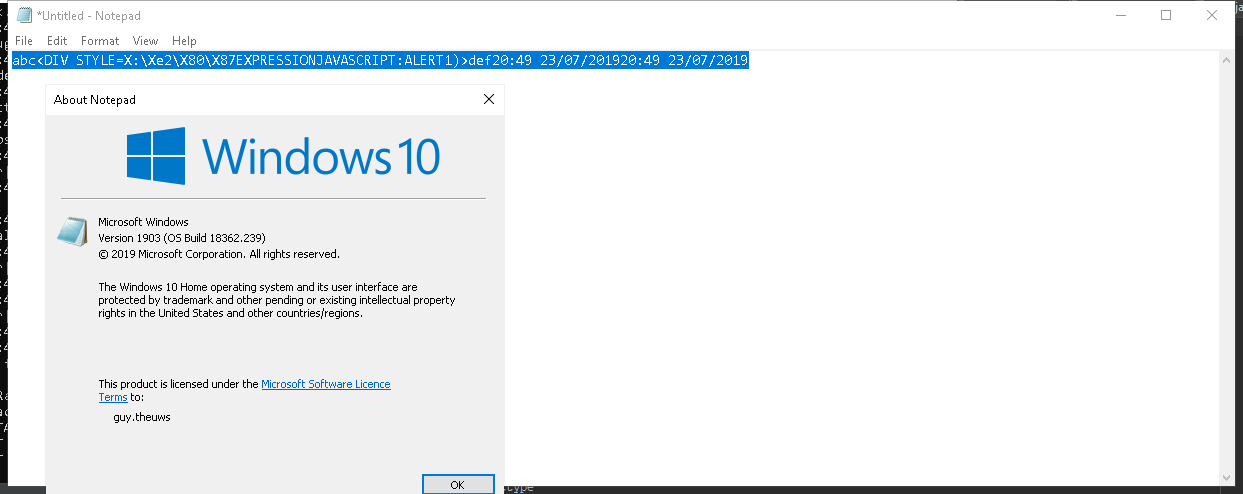 *Untitled - Notepad
File Edit Format View Help
abc<DIV STYLE=X:\Xe2\X80\X87EXPRESSIONJAVASCRIPT:ALERT1)>def20:49 23/07/201920:49 23/07/2019
About Notepad
Windows 10
Microsoft Windows
Version 1903 (OS Build 18362.239)
© 2019 Microsoft Corporation. All rights reserved.
The Windows 10 Home operating system and its user interface are
protected by trademark and other pending or existing intellectual property
rights in the United States and other countries/regions.
This product is licensed under the Microsoft Software Licence
Terms to:
guy.theuws
OK